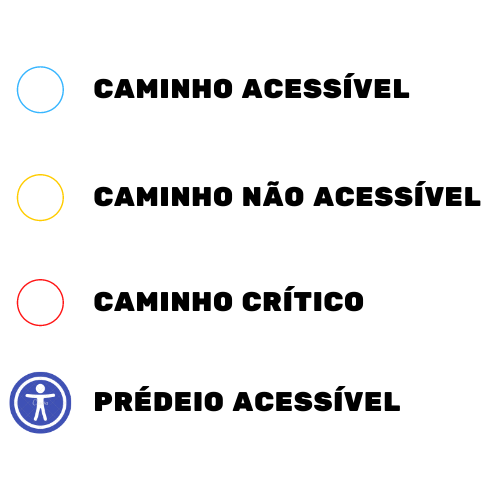 CAMINHO ACESSÍVEL
CAMINHO NÃO ACESSÍVEL
CAMINHO CRÍTICO
PRÉDEIO ACESSÍVEL